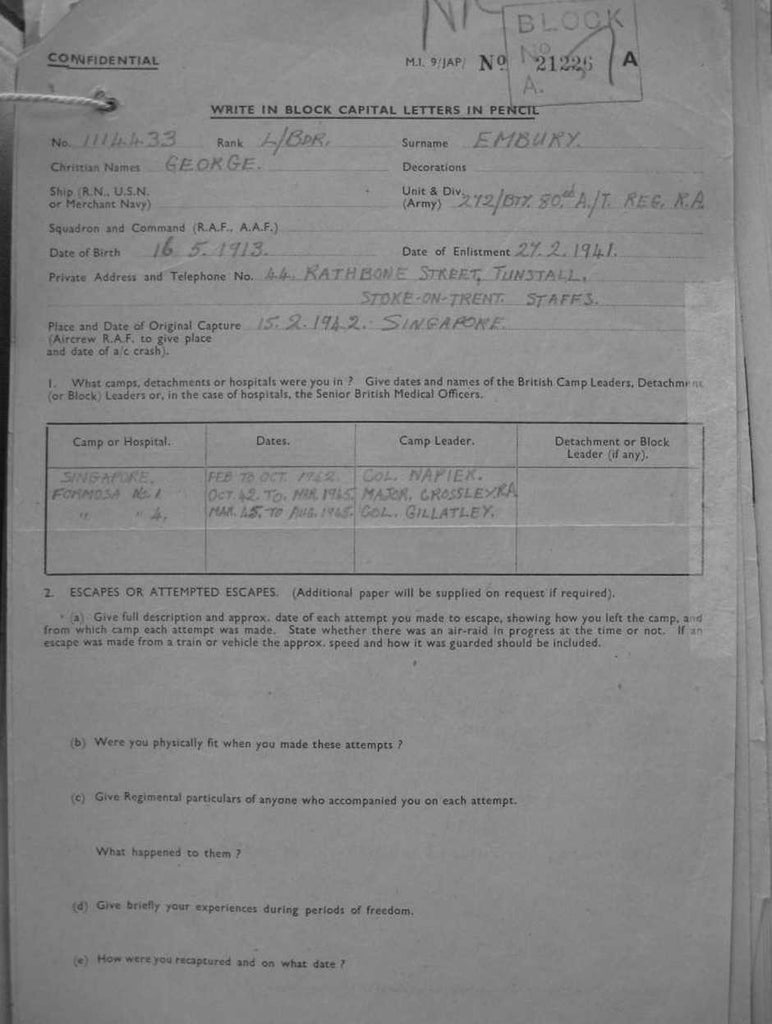 BLOCK
CONFIDENTIAL M.I. 9/JAP/ Nº 21226 A
Nº
A.
WRITE IN BLOCK CAPITAL LETTERS IN PENCIL
No. 1114433 Rank L/BDR. Surname EMBURY.
Christian Names GEORGE. Decorations
Ship (R.N., U.S.N. Unit & Div.
or Merchant Navy) (Army) 272/BTY. 80th A/T. REG. R.A
Squadron and Command (R.A.F., A.A.F.)
Date of Birth 16 5. 1913. Date of Enlistment 27. 2. 1941.
Private Address and Telephone No. 44. RATHBONE STREET, TUNSTALL,
STOKE-ON-TRENT. STAFFS.
Place and Date of Original Capture 15. 2. 1942. SINGAPORE.
(Aircrew R.A.F. to give place
and date of a/c crash).
1. What camps, detachments or hospitals were you in ? Give dates and names of the British Camp Leaders, Detachment
(or Block) Leaders or, in the case of hospitals, the Senior British Medical Officers.
Camp or Hospital. Dates. Camp Leader. Detachment or Block
Leader (if any).
SINGAPORE. FEB TO OCT. 1942. COL. NAPIER.
FORMOSA No. 1 OCT. 42. TO. MAR. 1945. MAJOR. CROSSLEY.RA
" " 4. MAR. 45. TO AUG. 1945. COL. GILLATLEY.
2. ESCAPES OR ATTEMPTED ESCAPES. (Additional paper will be supplied on request if required).
(a) Give full description and approx. date of each attempt you made to escape, showing how you left the camp, and
from which camp each attempt was made. State whether there was an air-raid in progress at the time or not. If an
escape was made from a train or vehicle the approx. speed and how it was guarded should be included.
(b) Were you physically fit when you made these attempts ?
(c) Give Regimental particulars of anyone who accompanied you on each attempt.
What happened to them ?
(d) Give briefly your experiences during periods of freedom.
(e) How were you recaptured and on what date ?